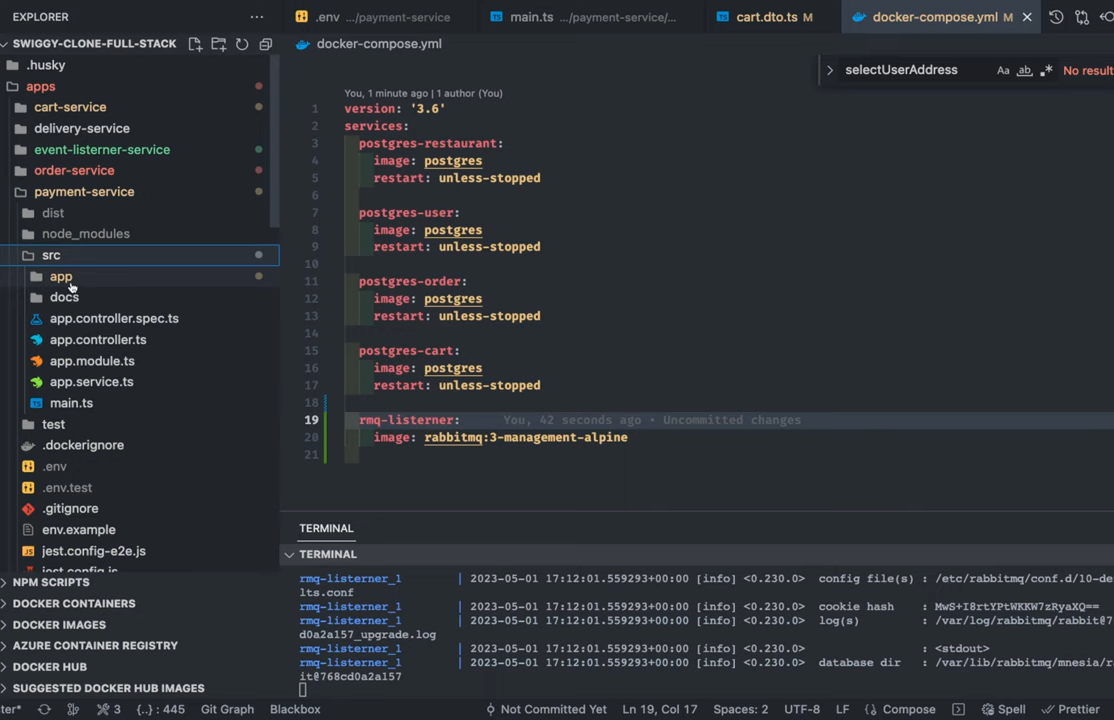 EXPLORER
SWIGGY-CLONE-FULL-STACK
.husky
apps
cart-service
delivery-service
event-listerner-service
order-service
payment-service
dist
node_modules
src
app
docs
app.controller.spec.ts
app.controller.ts
app.module.ts
app.service.ts
main.ts
test
.dockerignore
.env
.env.test
.gitignore
env.example
jest.config-e2e.js
jest.config.js
NPM SCRIPTS
DOCKER CONTAINERS
DOCKER IMAGES
AZURE CONTAINER REGISTRY
DOCKER HUB
SUGGESTED DOCKER HUB IMAGES
.env .../payment-service
main.ts .../payment-service/...
cart.dto.ts M
docker-compose.yml M
docker-compose.yml
selectUserAddress Aa ab No result
You, 1 minute ago | 1 author (You)
1 version: '3.6'
2 services:
3 postgres-restaurant:
4 image: postgres
5 restart: unless-stopped
6
7 postgres-user:
8 image: postgres
9 restart: unless-stopped
10
11 postgres-order:
12 image: postgres
13 restart: unless-stopped
14
15 postgres-cart:
16 image: postgres
17 restart: unless-stopped
18
19 rmq-listerner: You, 42 seconds ago • Uncommitted changes
20 image: rabbitmq:3-management-alpine
21
TERMINAL
TERMINAL
rmq-listerner_1 | 2023-05-01 17:12:01.559293+00:00 [info] <0.230.0> config file(s) : /etc/rabbitmq/conf.d/10-de
lts.conf
rmq-listerner_1 | 2023-05-01 17:12:01.559293+00:00 [info] <0.230.0> cookie hash : MwS+I8rtYPtWKKW7zRyaXQ==
rmq-listerner_1 | 2023-05-01 17:12:01.559293+00:00 [info] <0.230.0> log(s) : /var/log/rabbitmq/rabbit@7
d0a2a157_upgrade.log
rmq-listerner_1 | 2023-05-01 17:12:01.559293+00:00 [info] <0.230.0> : <stdout>
rmq-listerner_1 | 2023-05-01 17:12:01.559293+00:00 [info] <0.230.0> database dir : /var/lib/rabbitmq/mnesia/r
it@768cd0a2a157
ter* 3 {..} : 445 Git Graph Blackbox Not Committed Yet Ln 19, Col 17 Spaces: 2 UTF-8 LF Compose Spell Prettier